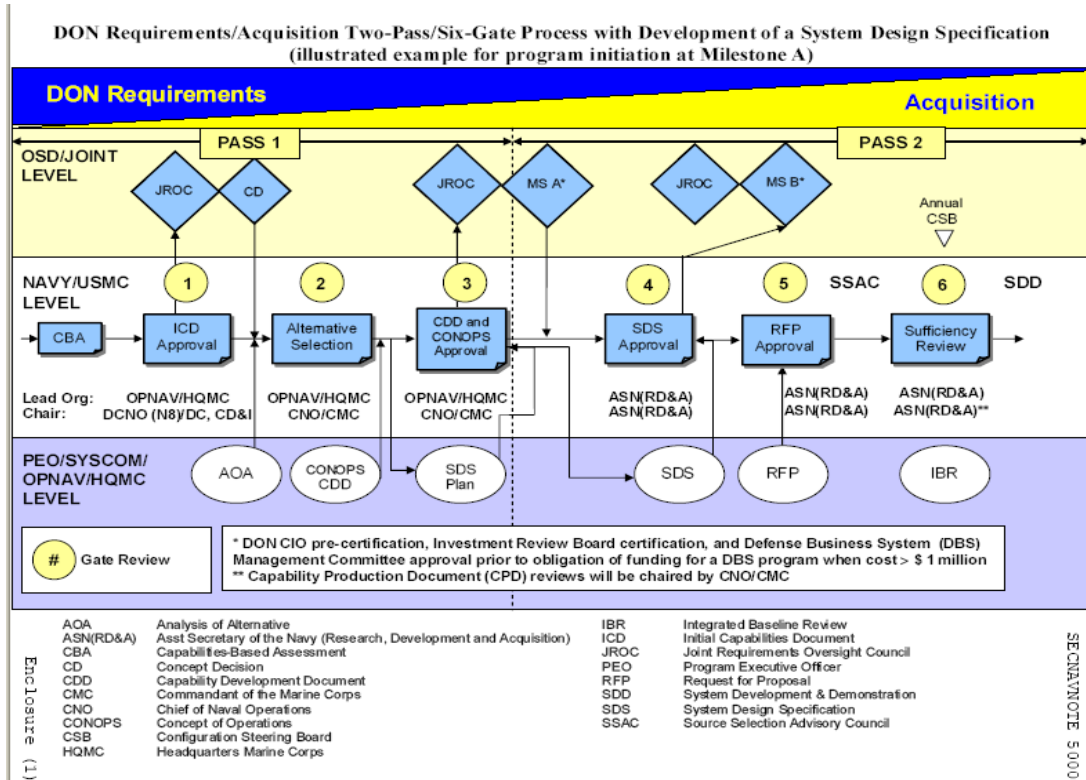 DON Requirements/Acquisition Two-Pass/Six-Gate Process with Development of a System Design Specification
(illustrated example for program initiation at Milestone A)
DON Requirements
Acquisition
PASS 1
PASS 2
OSD/JOINT
LEVEL
JROC
CD
JROC
MS A*
JROC
MS B*
Annual
CSB
NAVY/USMC
LEVEL
1
2
3
4
5
SSAC
6
SDD
CBA
ICD
Approval
Alternative
Selection
CDD and
CONOPS
Approval
SDS
Approval
RFP
Approval
Sufficiency
Review
Lead Org:
Chair:
OPNAV/HQMC
DCNO (N8)/DC, CD&I
OPNAV/HQMC
CNO/CMC
OPNAV/HQMC
CNO/CMC
ASN(RD&A)
ASN(RD&A)
ASN(RD&A)
ASN(RD&A)
ASN(RD&A)
ASN(RD&A)**
PEO/SYSCOM/
OPNAV/HQMC
LEVEL
AOA
CONOPS
CDD
SDS
Plan
SDS
RFP
IBR
# Gate Review
* DON CIO pre-certification, Investment Review Board certification, and Defense Business System (DBS)
Management Committee approval prior to obligation of funding for a DBS program when cost > $ 1 million
** Capability Production Document (CPD) reviews will be chaired by CNO/CMC
AOA Analysis of Alternative
ASN(RD&A) Asst Secretary of the Navy (Research, Development and Acquisition)
CBA Capabilities-Based Assessment
CD Concept Decision
CDD Capability Development Document
CMC Commandant of the Marine Corps
CNO Chief of Naval Operations
CONOPS Concept of Operations
CSB Configuration Steering Board
HQMC Headquarters Marine Corps
IBR Integrated Baseline Review
ICD Initial Capabilities Document
JROC Joint Requirements Oversight Council
PEO Program Executive Officer
RFP Request for Proposal
SDD System Development & Demonstration
SDS System Design Specification
SSAC Source Selection Advisory Council
Enclosure (1)
SECNAVNOTE 5000